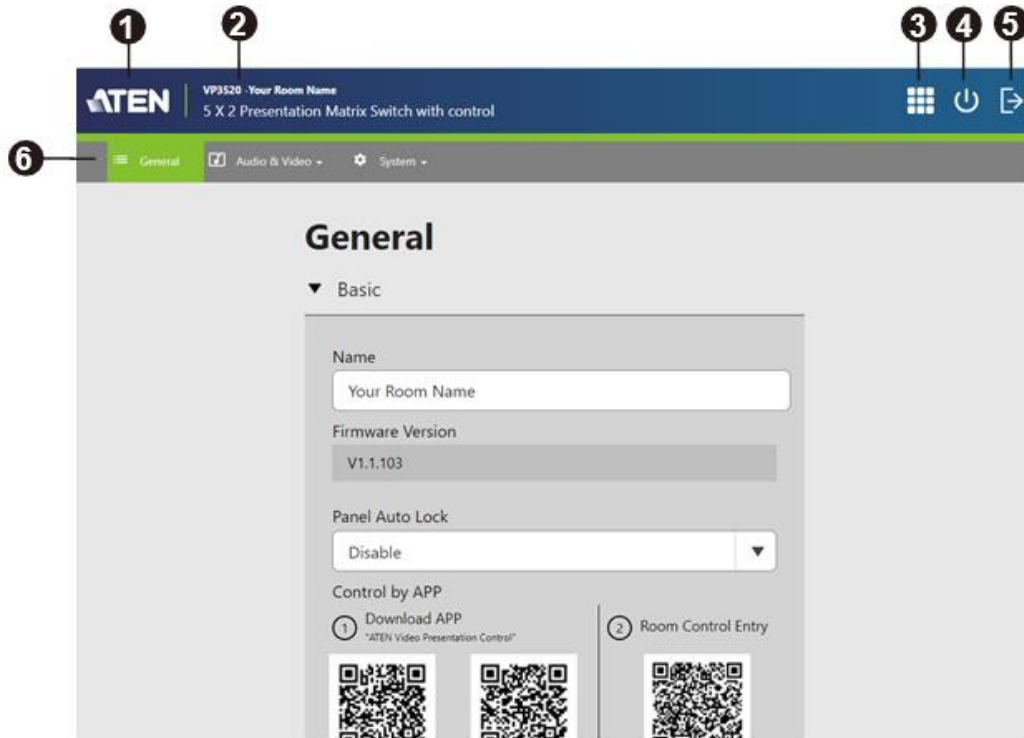 1 2 3 4 5
ATEN
VP3520 -Your Room Name
5 X 2 Presentation Matrix Switch with control
6
General Audio & Video System
General
Basic
Name
Your Room Name
Firmware Version
V1.1.103
Panel Auto Lock
Disable
Control by APP
1 Download APP
"ATEN Video Presentation Control"
2 Room Control Entry